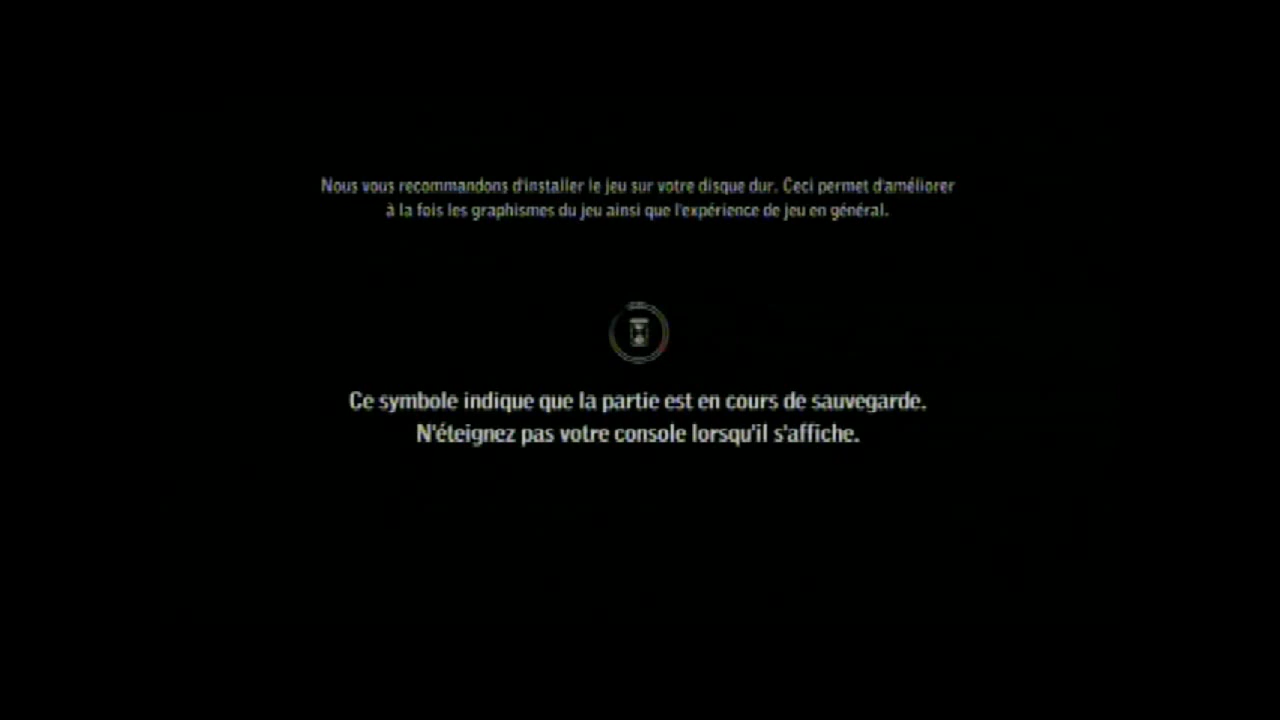 Nous vous recommandons d'installer le jeu sur votre disque dur. Ceci permet d'améliorer
à la fois les graphismes du jeu ainsi que l'expérience de jeu en général.
Ce symbole indique que la partie est en cours de sauvegarde.
N'éteignez pas votre console lorsqu'il s'affiche.